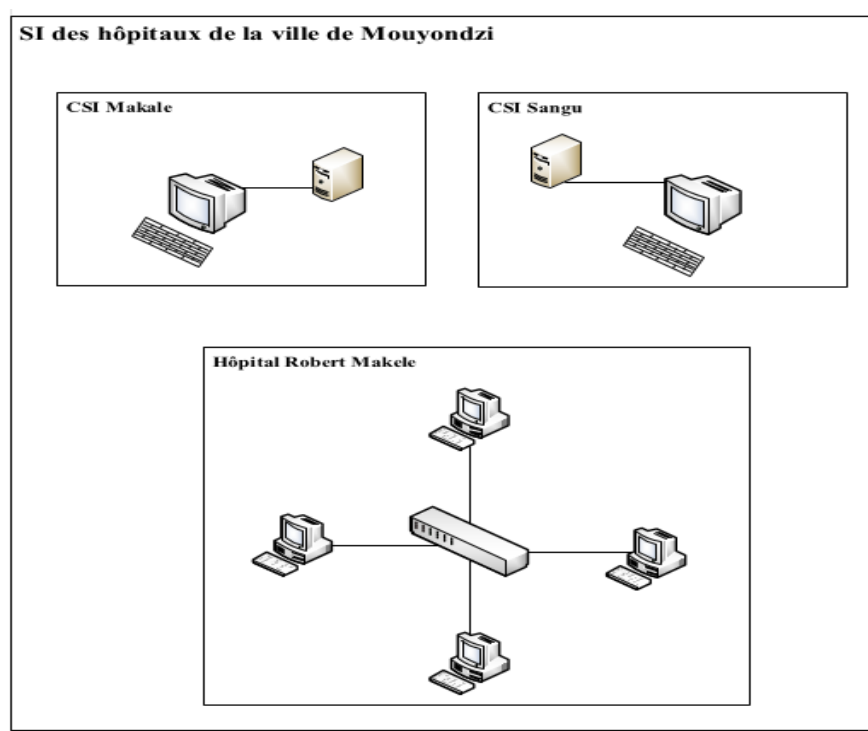 SI des hôpitaux de la ville de Mouyondzi
CSI Makale
CSI Sangu
Hôpital Robert Makele